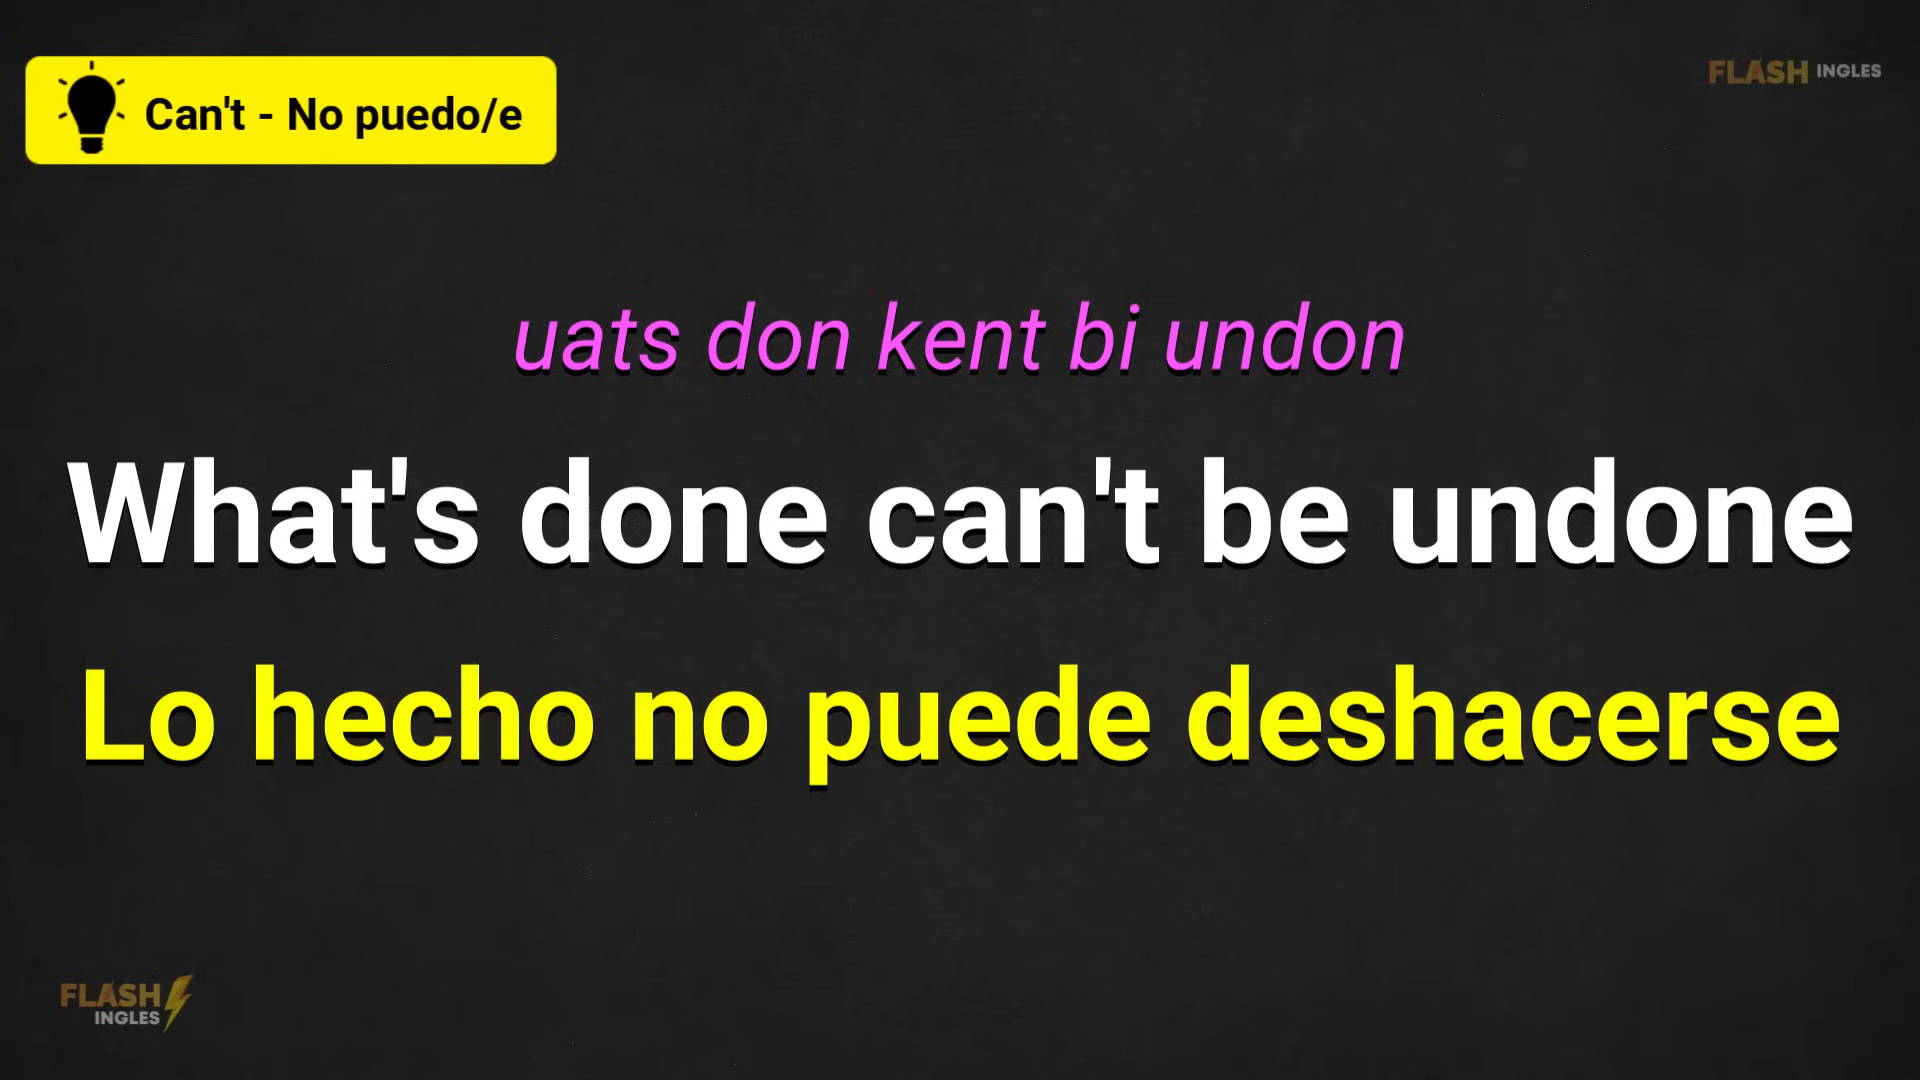 Can't - No puedo/e
FLASH INGLES
uats don kent bi undon
What's done can't be undone
Lo hecho no puede deshacerse
FLASH
INGLES